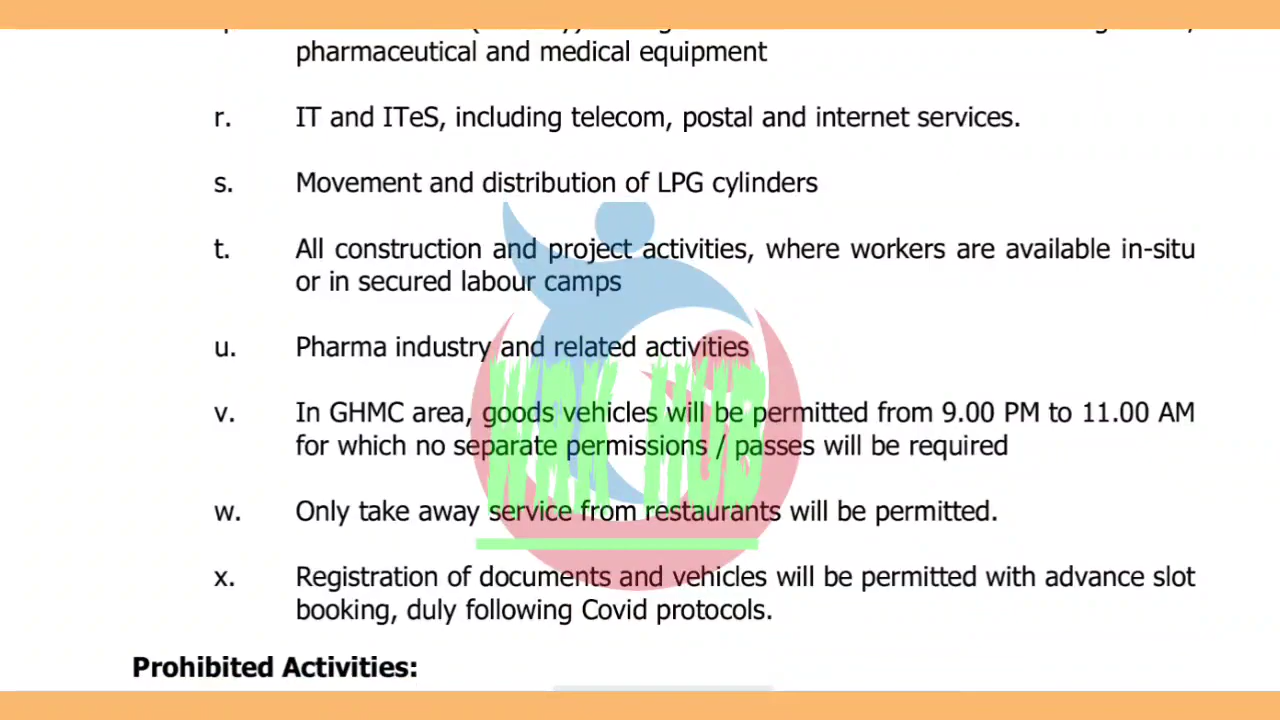 pharmaceutical and medical equipment
r. IT and ITeS, including telecom, postal and internet services.
s. Movement and distribution of LPG cylinders
t. All construction and project activities, where workers are available in-situ
or in secured labour camps
u. Pharma industry and related activities
v. In GHMC area, goods vehicles will be permitted from 9.00 PM to 11.00 AM
for which no separate permissions / passes will be required
w. Only take away service from restaurants will be permitted.
x. Registration of documents and vehicles will be permitted with advance slot
booking, duly following Covid protocols.
Prohibited Activities:
WRK HUB